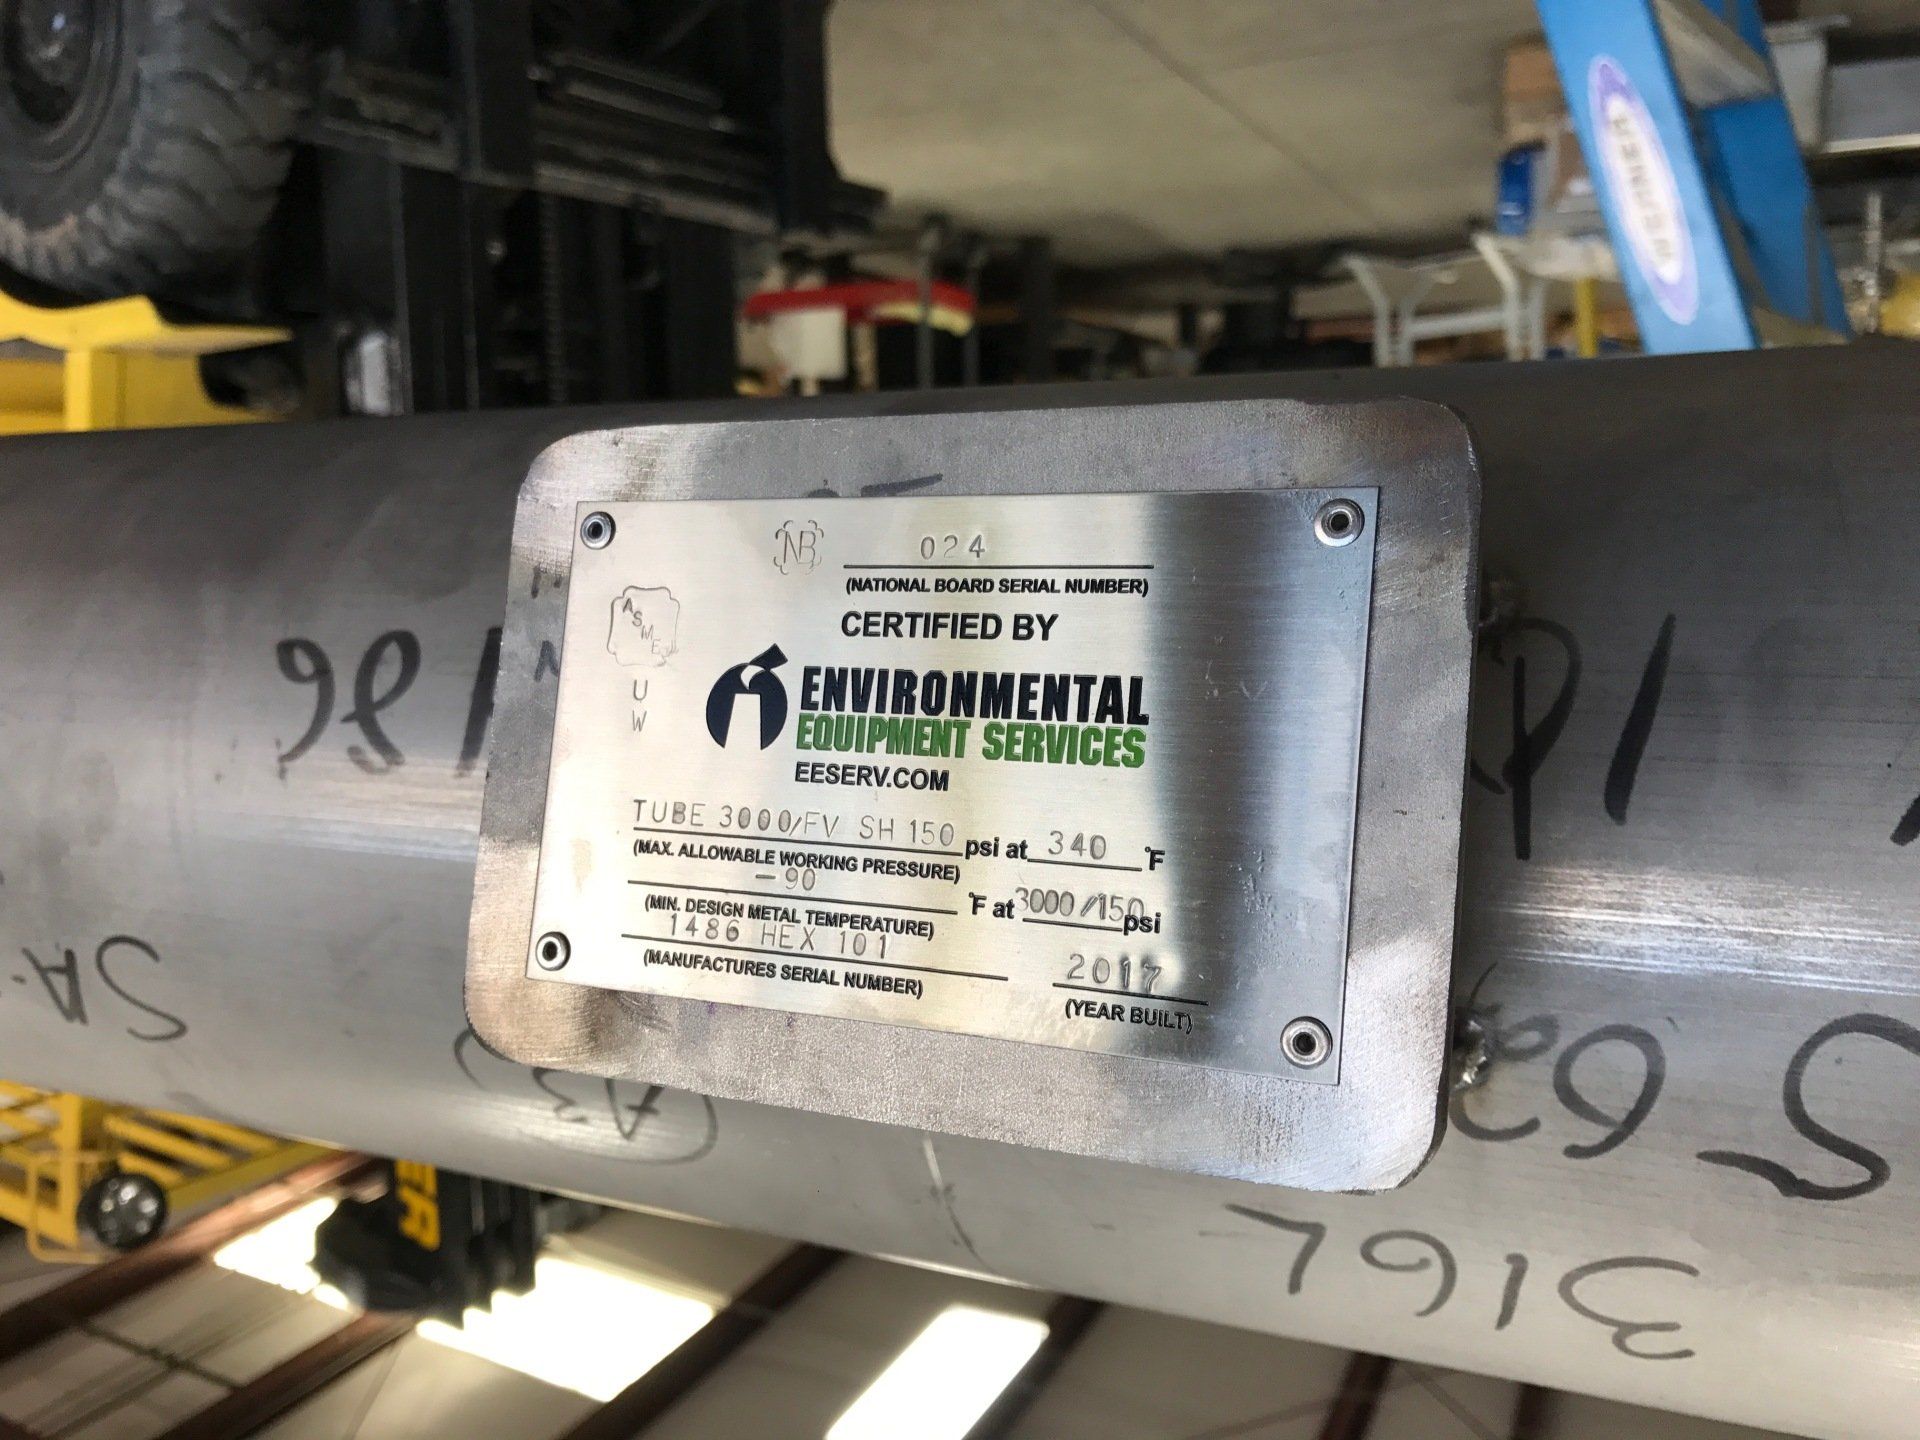 WERNER
NB 024
(NATIONAL BOARD SERIAL NUMBER)
ASME
U
W
CERTIFIED BY
ENVIRONMENTAL
EQUIPMENT SERVICES
EESERV.COM
TUBE 3000/FV SH 150 psi at 340 °F
(MAX. ALLOWABLE WORKING PRESSURE)
-90 °F at 3000/150 psi
(MIN. DESIGN METAL TEMPERATURE)
1486 HEX 101
(MANUFACTURES SERIAL NUMBER)
2017
(YEAR BUILT)
SA-
316L